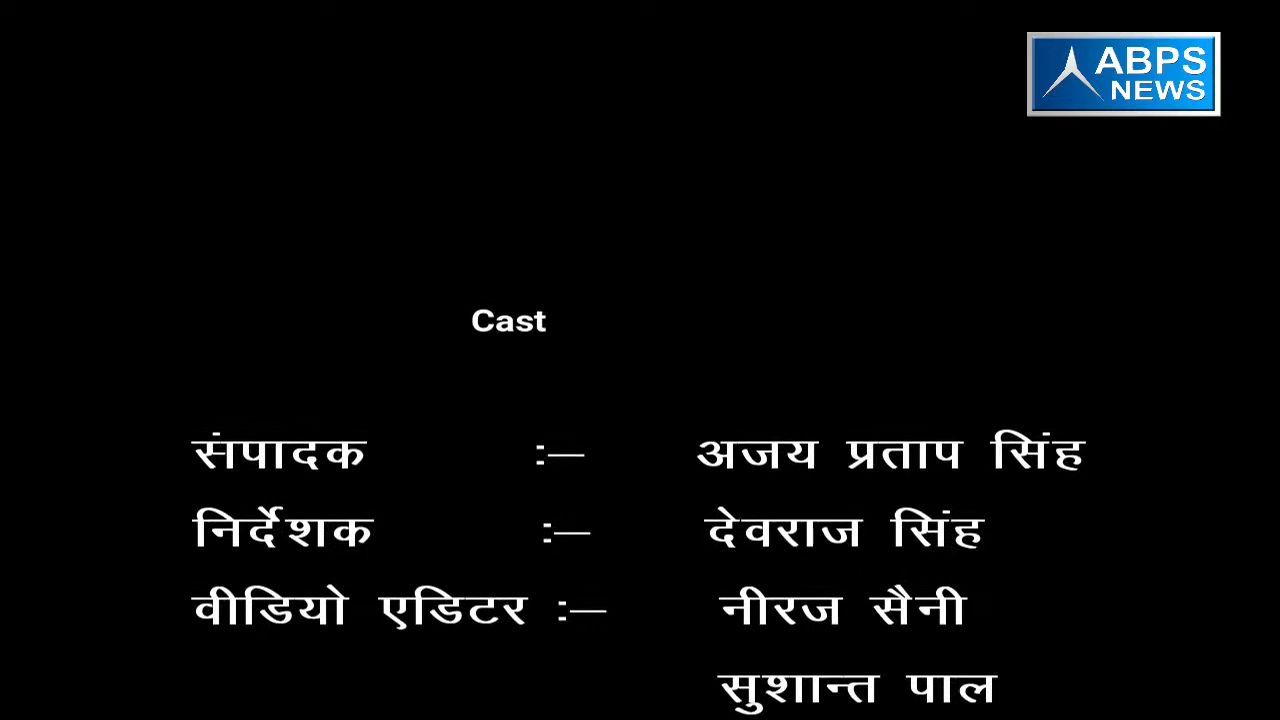 ABPS
NEWS
Cast
संपादक :— अजय प्रताप सिंह
निर्देशक :— देवराज सिंह
वीडियो एडिटर :— नीरज सैनी
सुशान्त पाल